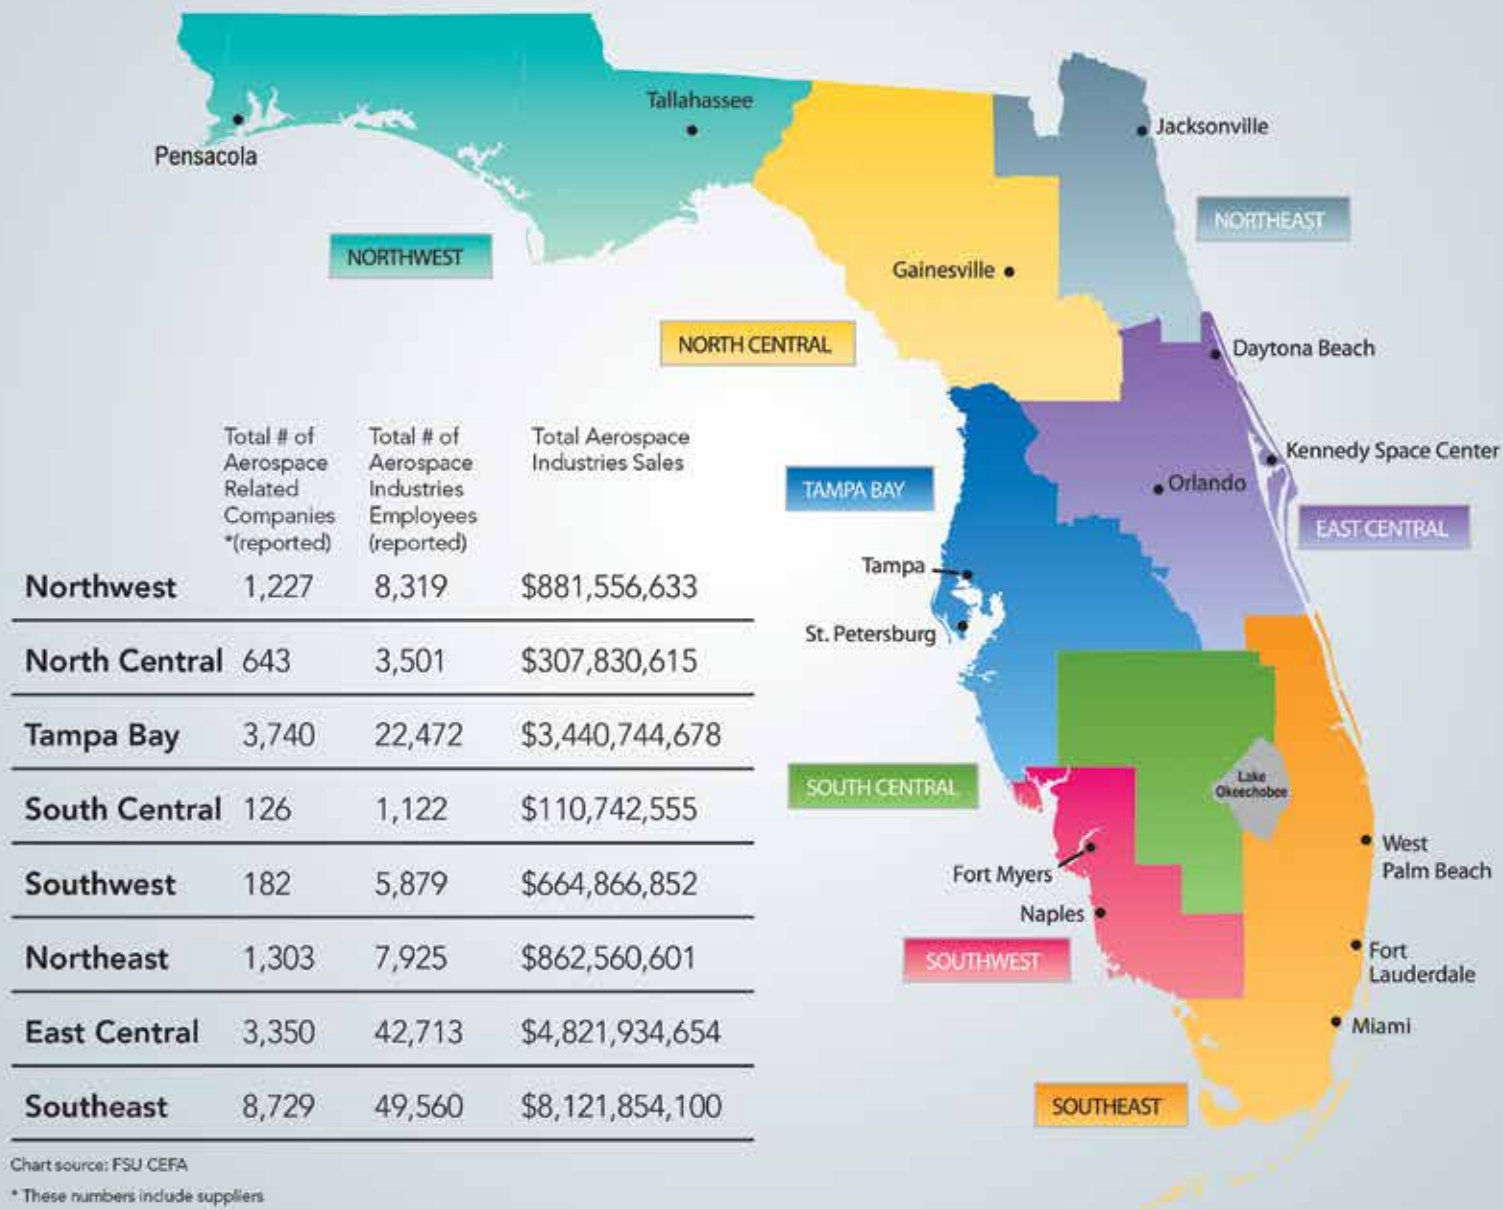 Pensacola
Tallahassee
Jacksonville
NORTHEAST
NORTHWEST
Gainesville
NORTH CENTRAL
Daytona Beach
Kennedy Space Center
TAMPA BAY
Orlando
EAST CENTRAL
Tampa
St. Petersburg
SOUTH CENTRAL
Lake
Okeechobee
West
Palm Beach
Fort Myers
Naples
SOUTHWEST
Fort
Lauderdale
Miami
SOUTHEAST
Total # of
Aerospace
Related
Companies
*(reported)
Total # of
Aerospace
Industries
Employees
(reported)
Total Aerospace
Industries Sales
Northwest 1,227 8,319 $881,556,633
North Central 643 3,501 $307,830,615
Tampa Bay 3,740 22,472 $3,440,744,678
South Central 126 1,122 $110,742,555
Southwest 182 5,879 $664,866,852
Northeast 1,303 7,925 $862,560,601
East Central 3,350 42,713 $4,821,934,654
Southeast 8,729 49,560 $8,121,854,100
Chart source: FSU CEFA
* These numbers include suppliers